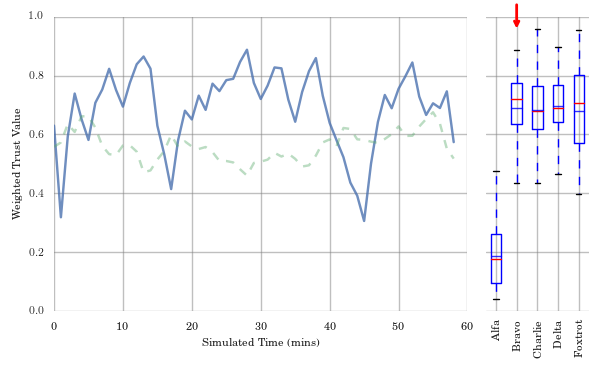 1.0
0.8
0.6
0.4
0.2
0.0
Weighted Trust Value
0 10 20 30 40 50 60
Simulated Time (mins)
Alfa
Bravo
Charlie
Delta
Foxtrot